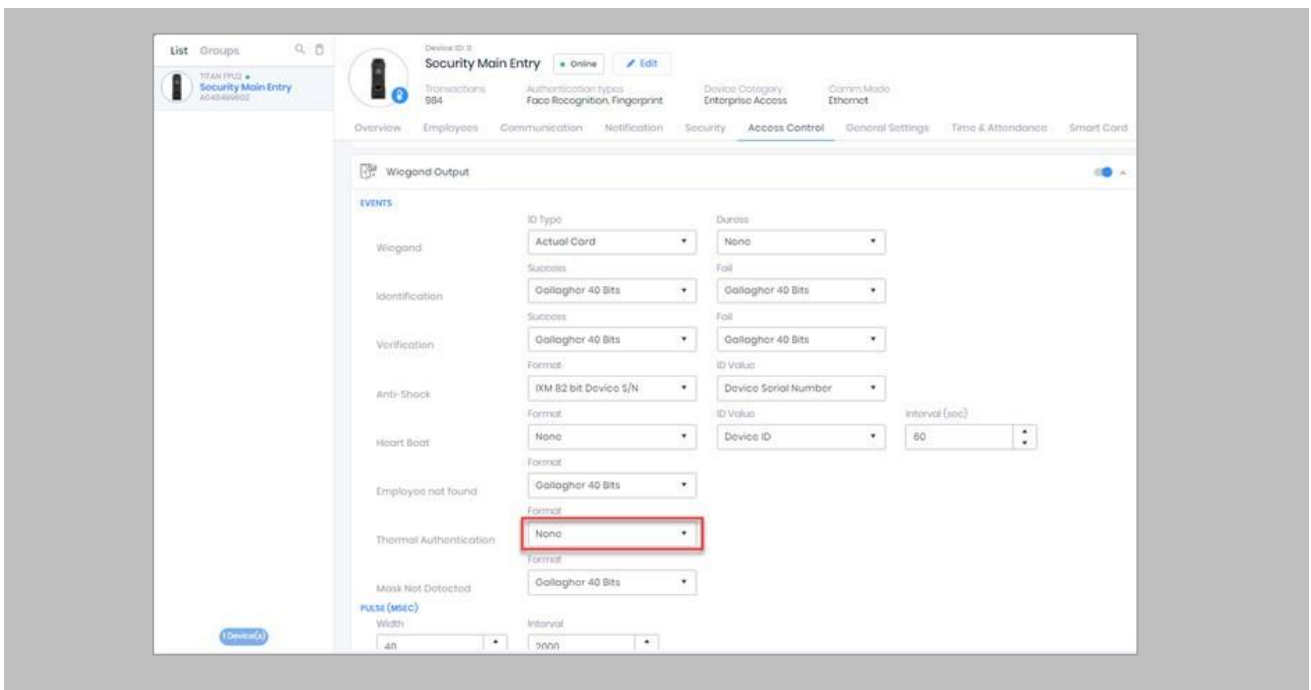 List Groups
TITAN (FU2)
Security Main Entry
Device ID: 0
Security Main Entry Online Edit
Transactions Authentication types Device Category Comm Mode
984 Face Recognition, Fingerprint Enterprise Access Ethernet
Overview Employees Communication Notification Security Access Control General Settings Time & Attendance Smart Card
Wiegand Output
EVENTS
ID Type Duress
Wiegand Actual Card None
Success Fail
Identification Gallagher 40 Bits Gallagher 40 Bits
Success Fail
Verification Gallagher 40 Bits Gallagher 40 Bits
Format ID Value
Anti-Shock IXM 82 bit Device S/N Device Serial Number
Format ID Value Interval (sec)
Heart Beat None Device ID 60
Format
Employee not found Gallagher 40 Bits
Format
Thermal Authentication None
Format
Mask Not Detected Gallagher 40 Bits
PULSE (MSEC)
Width Interval
40 2000
1 Device(s)